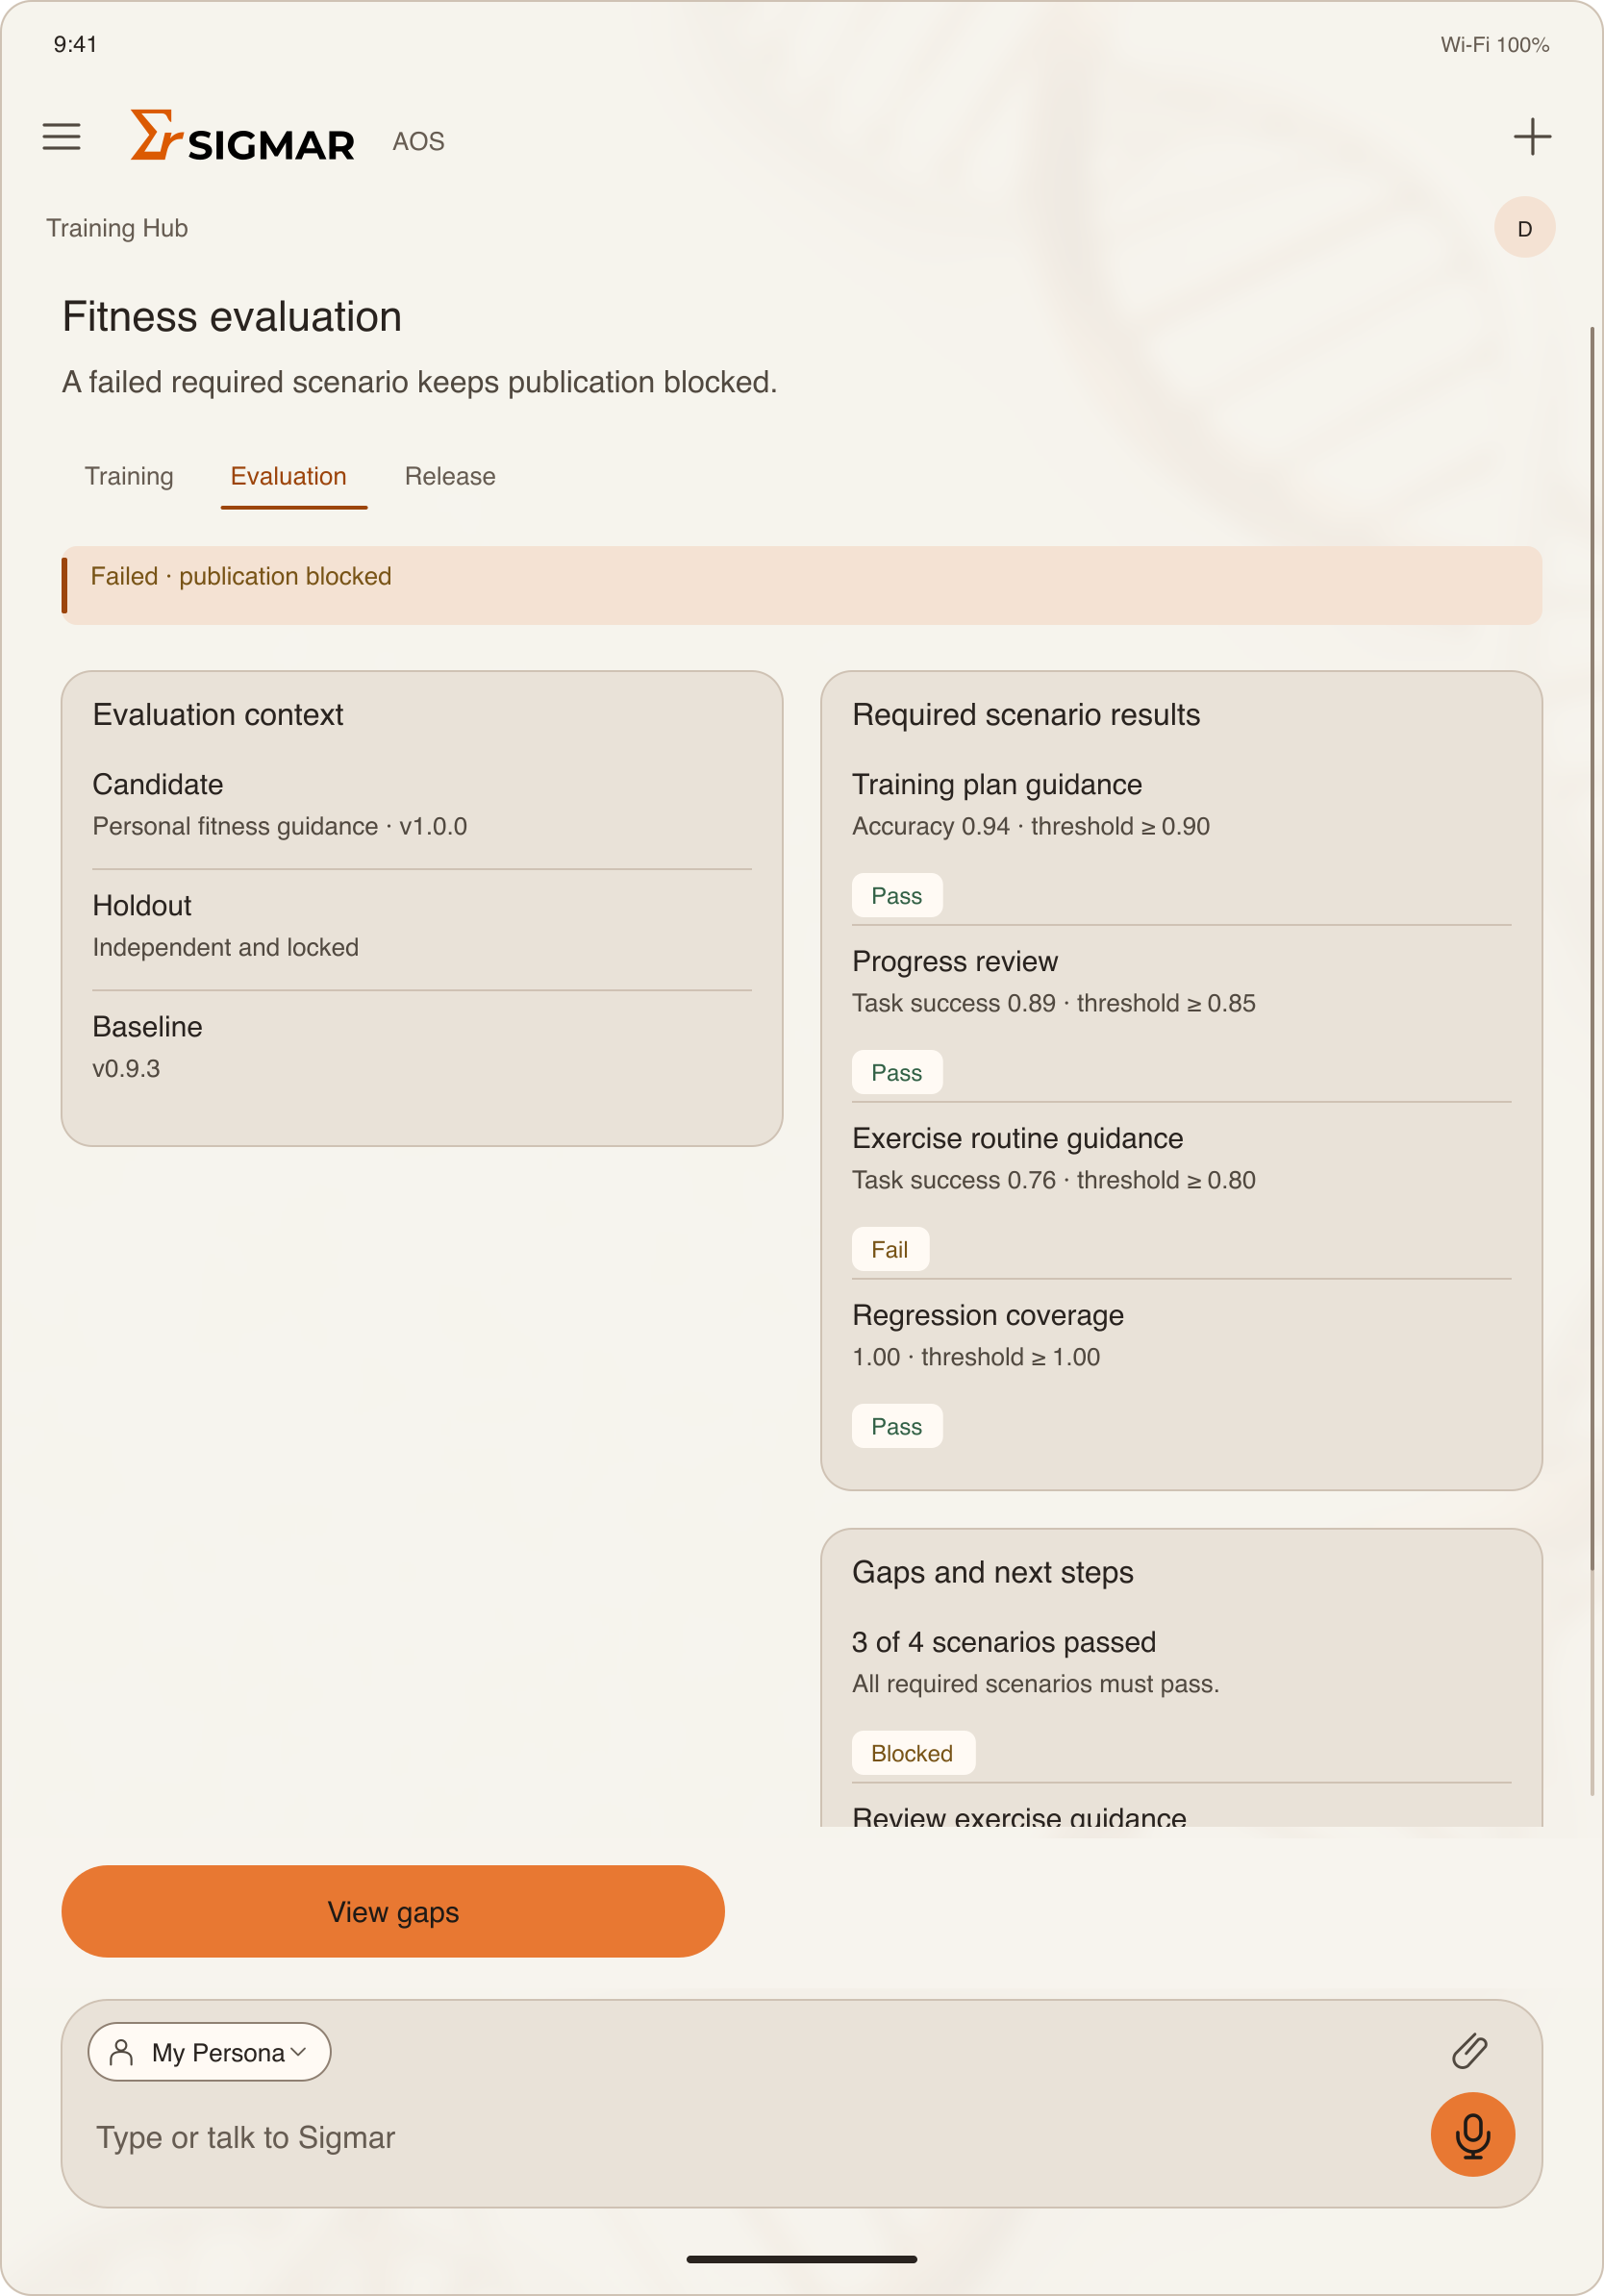 9:41
Wi-Fi 100%
Σr SIGMAR AOS
Training Hub
D
Fitness evaluation
A failed required scenario keeps publication blocked.
Training Evaluation Release
Failed · publication blocked
Evaluation context
Candidate
Personal fitness guidance · v1.0.0
Holdout
Independent and locked
Baseline
v0.9.3
Required scenario results
Training plan guidance
Accuracy 0.94 · threshold ≥ 0.90
Pass
Progress review
Task success 0.89 · threshold ≥ 0.85
Pass
Exercise routine guidance
Task success 0.76 · threshold ≥ 0.80
Fail
Regression coverage
1.00 · threshold ≥ 1.00
Pass
Gaps and next steps
3 of 4 scenarios passed
All required scenarios must pass.
Blocked
Review exercise guidance
View gaps
My Persona
Type or talk to Sigmar